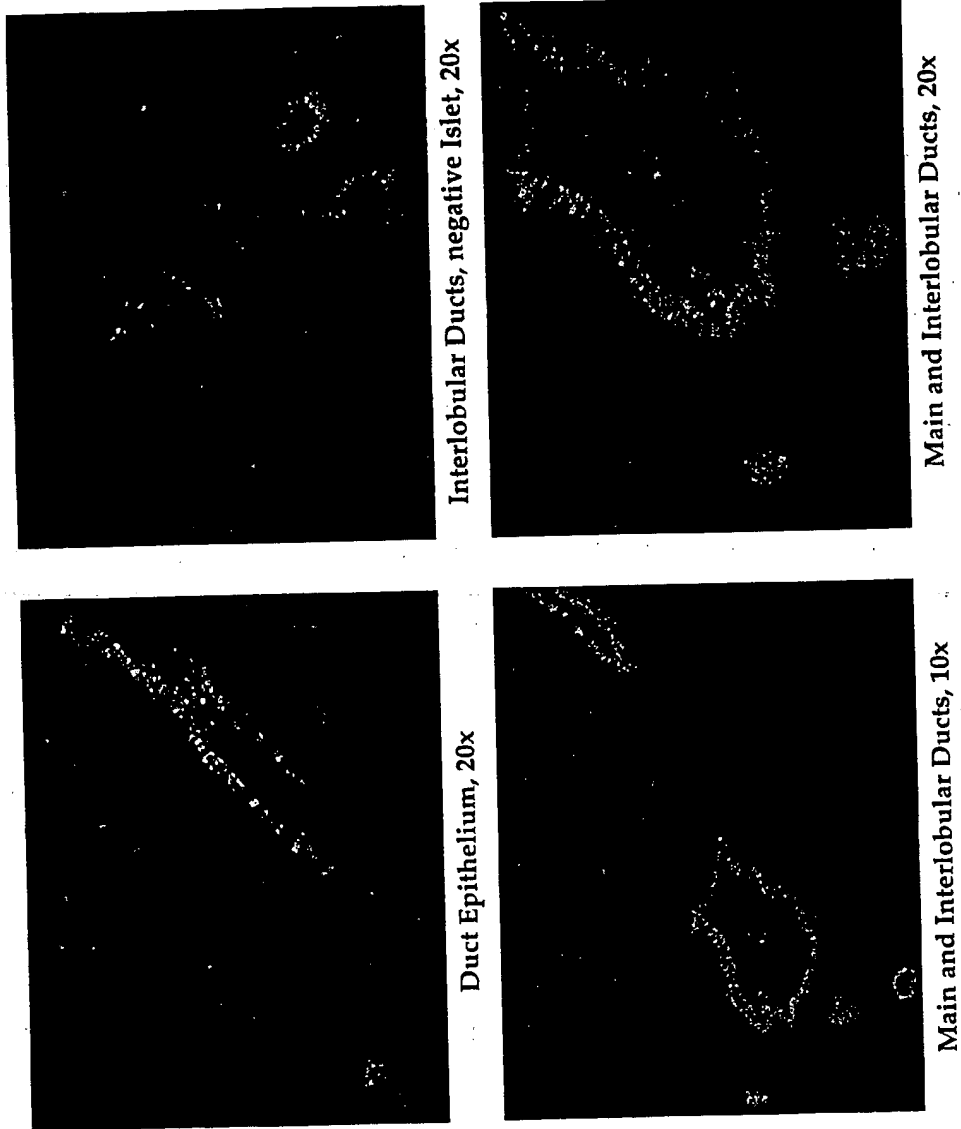 Interlobular Ducts, negative Islet, 20x
Main and Interlobular Ducts, 20x
Duct Epithelium, 20x
Main and Interlobular Ducts, 10x